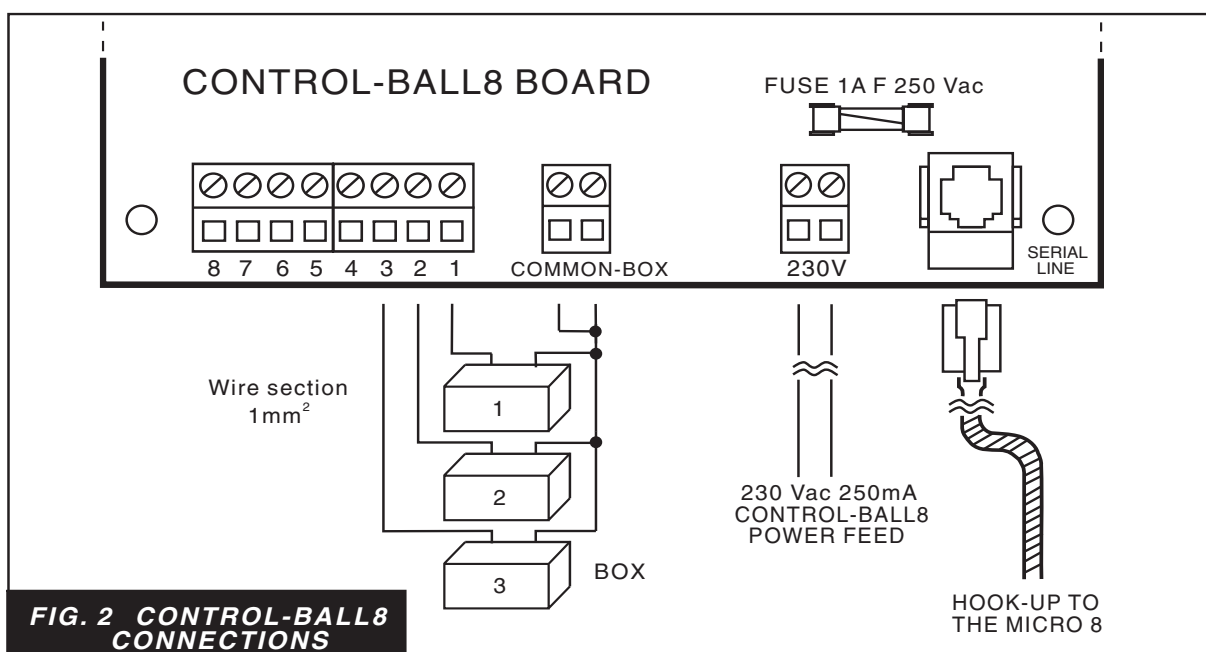 CONTROL-BALL8 BOARD
FUSE 1A F 250 Vac
8 7 6 5 4 3 2 1
COMMON-BOX
230V
SERIAL
LINE
Wire section
1mm²
1
2
3
BOX
230 Vac 250mA
CONTROL-BALL8
POWER FEED
HOOK-UP TO
THE MICRO 8
FIG. 2 CONTROL-BALL8
CONNECTIONS